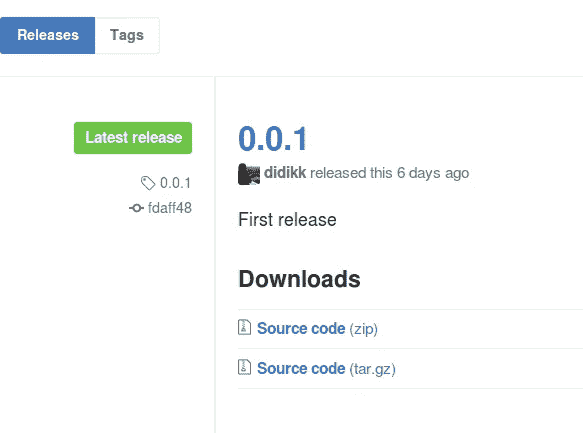 Releases Tags
Latest release
0.0.1
fdaff48
0.0.1
didikk released this 6 days ago
First release
Downloads
Source code (zip)
Source code (tar.gz)